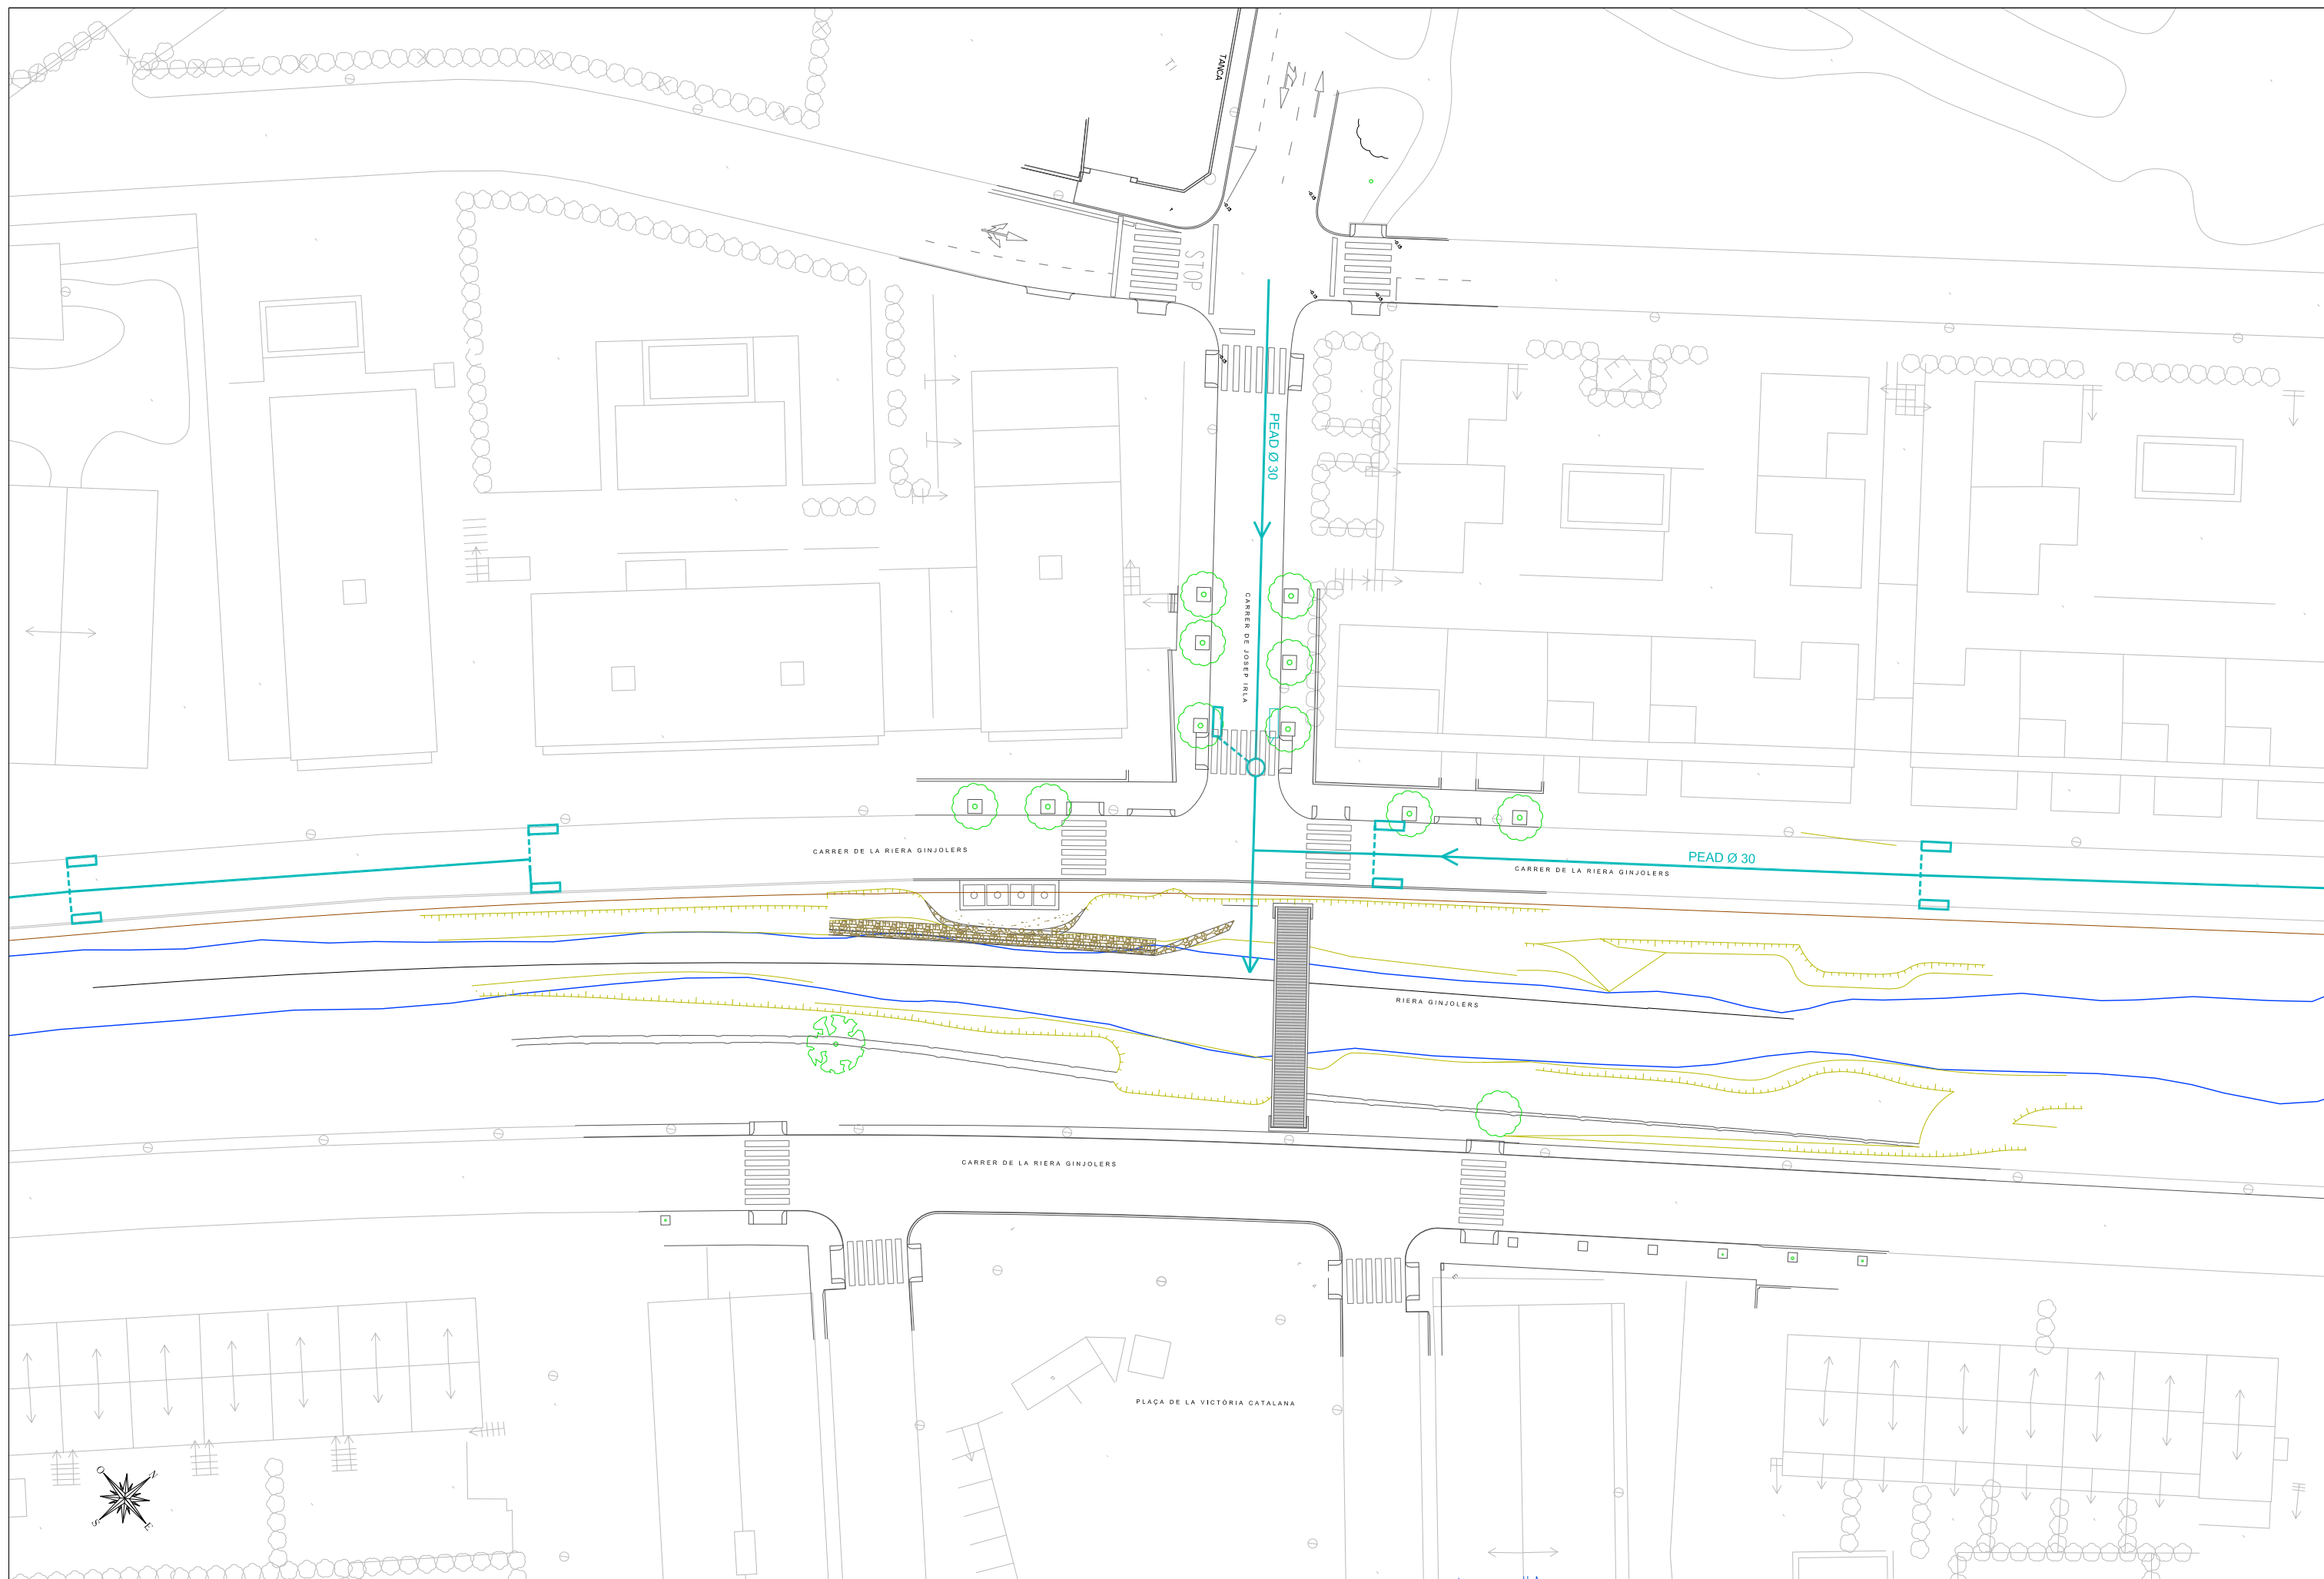 TANCA
STOP
PEAD Ø 30
CARRER DE JOSEP IRLA
CARRER DE LA RIERA GINJOLERS
PEAD Ø 30
CARRER DE LA RIERA GINJOLERS
RIERA GINJOLERS
CARRER DE LA RIERA GINJOLERS
PLAÇA DE LA VICTÒRIA CATALANA
O
N
S
E